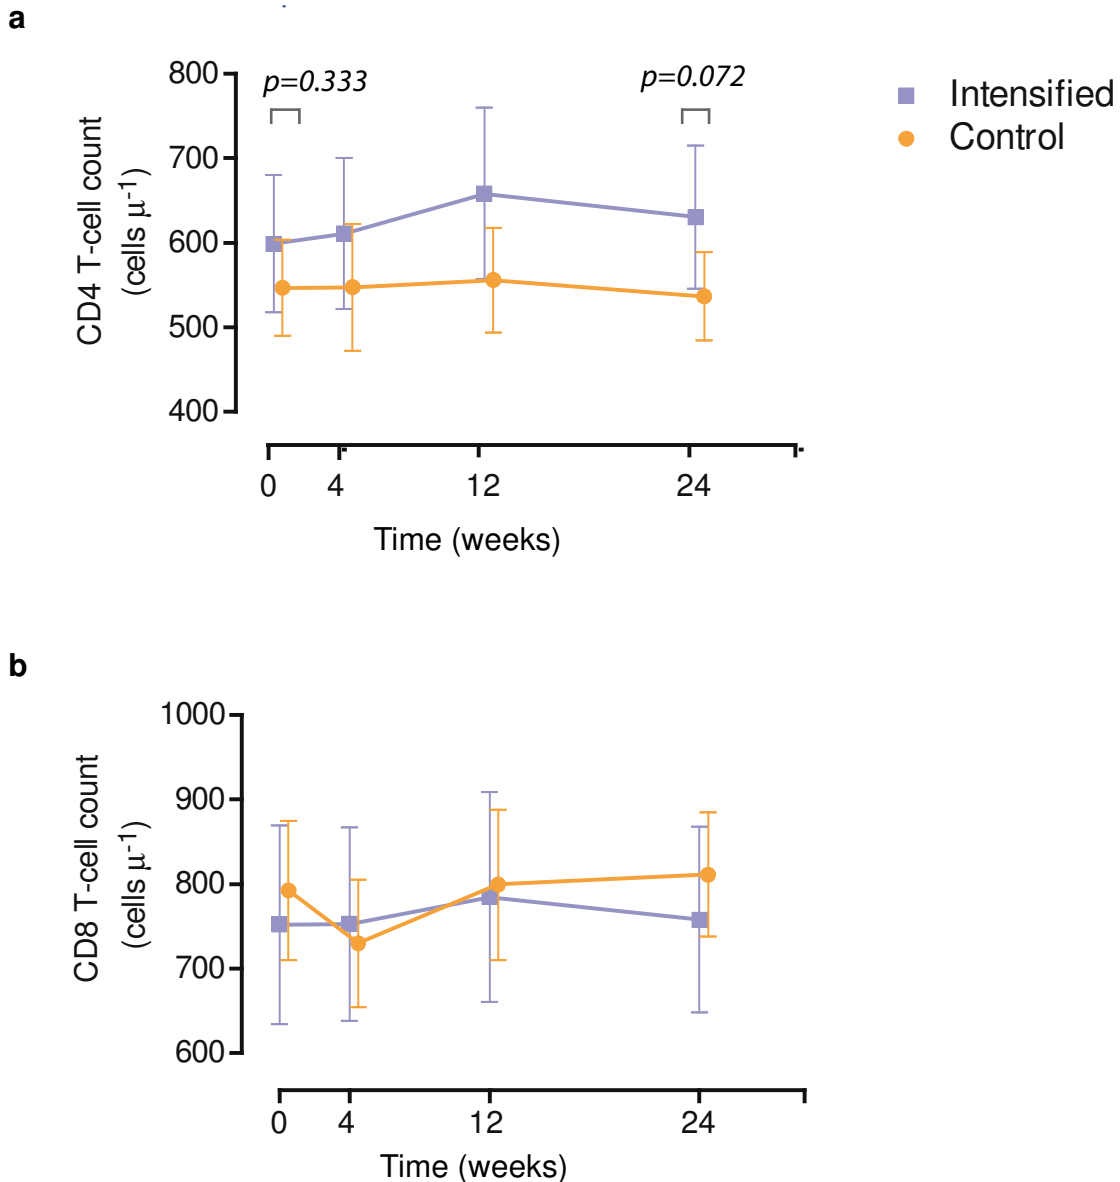 a
p=0.333
p=0.072
Intensified
Control
CD4 T-cell count
(cells μ⁻¹)
800
700
600
500
400
0 4 12 24
Time (weeks)
b
CD8 T-cell count
(cells μ⁻¹)
1000
900
800
700
600
0 4 12 24
Time (weeks)